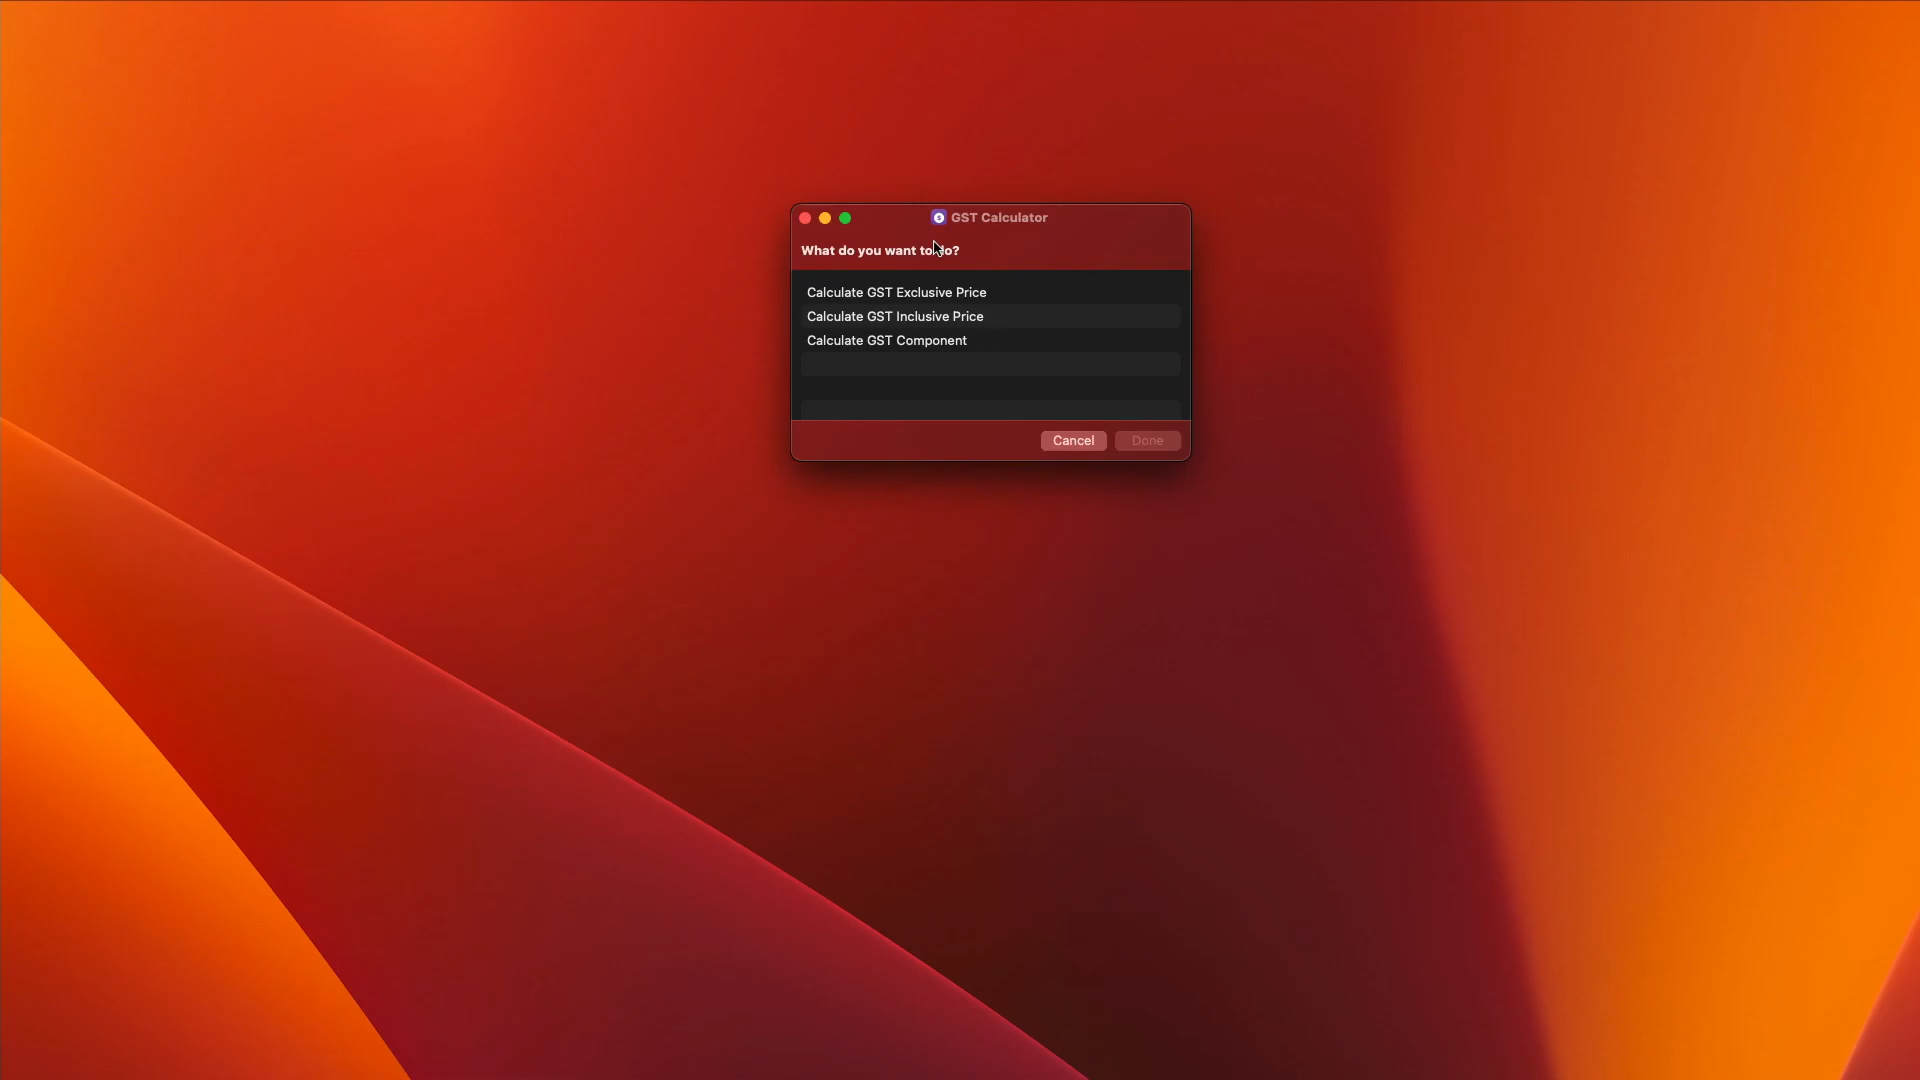 GST Calculator
What do you want to do?
Calculate GST Exclusive Price
Calculate GST Inclusive Price
Calculate GST Component
Cancel
Done